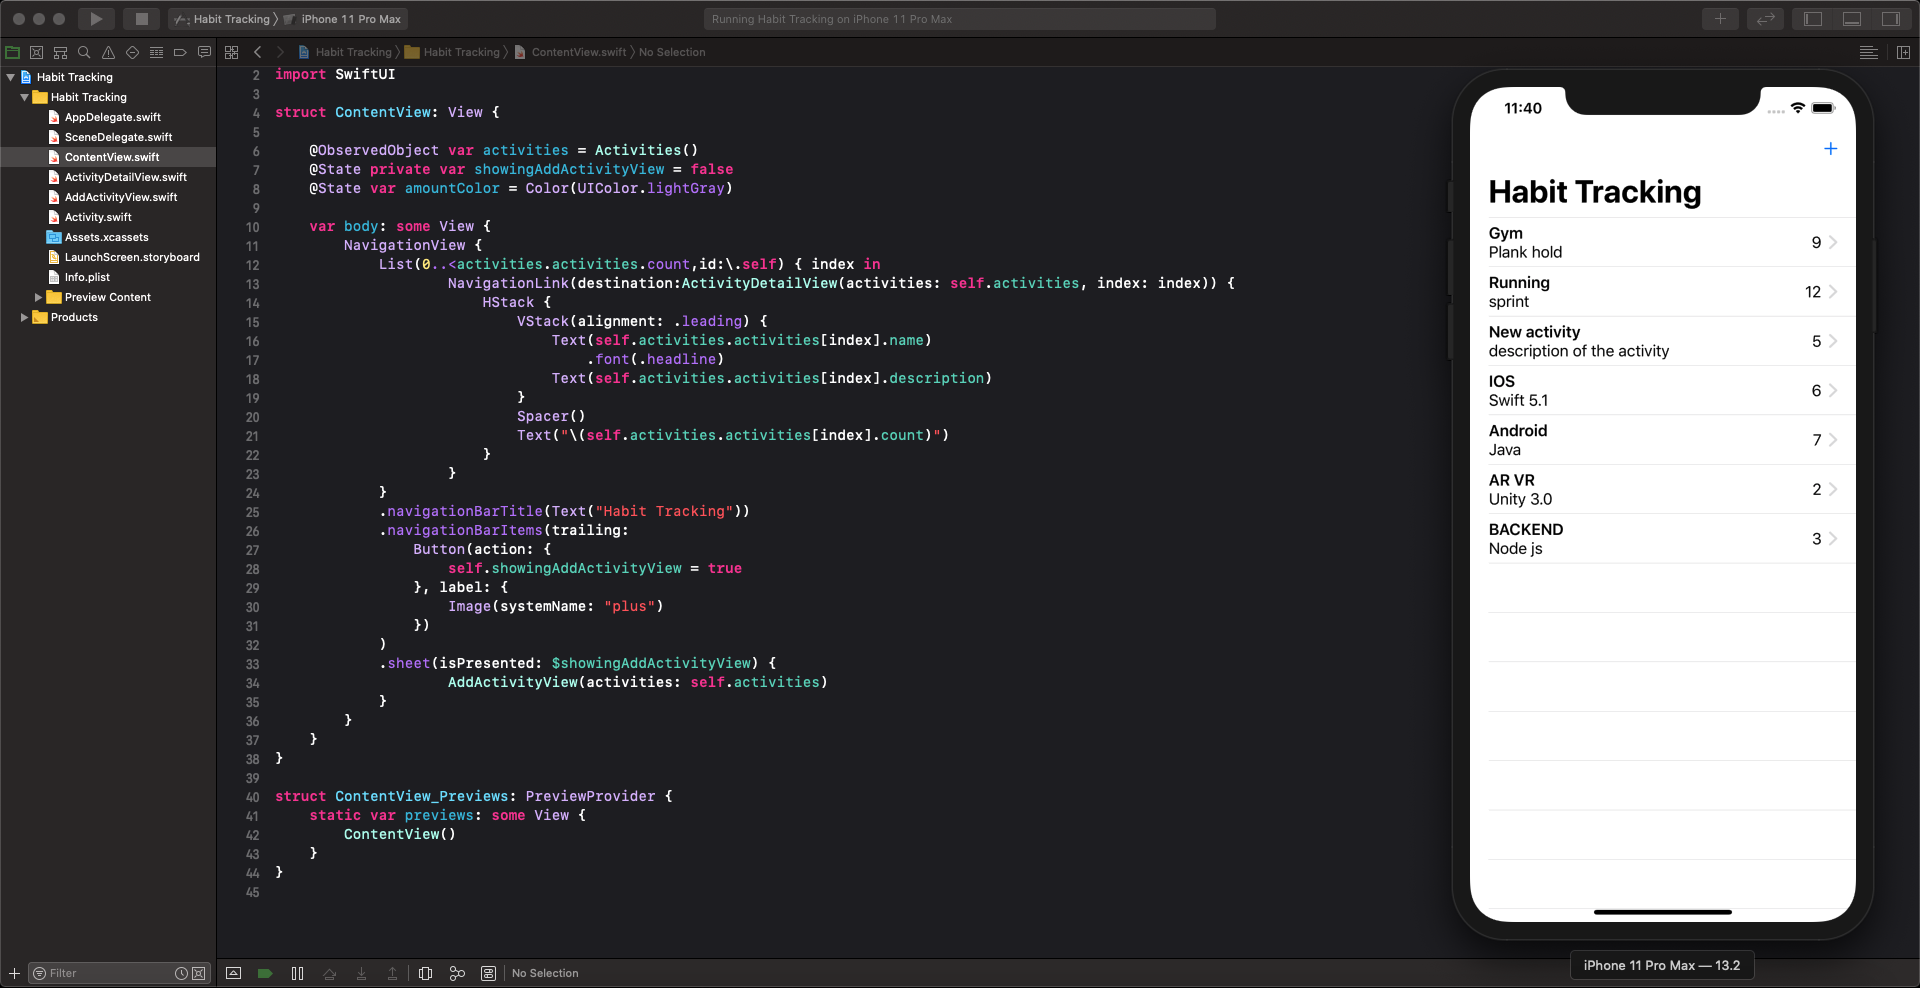 Habit Tracking 〉 iPhone 11 Pro Max
Running Habit Tracking on iPhone 11 Pro Max
Habit Tracking 〉 Habit Tracking 〉 ContentView.swift 〉 No Selection
Habit Tracking
Habit Tracking
AppDelegate.swift
SceneDelegate.swift
ContentView.swift
ActivityDetailView.swift
AddActivityView.swift
Activity.swift
Assets.xcassets
LaunchScreen.storyboard
Info.plist
Preview Content
Products
Filter
2 import SwiftUI
3
4 struct ContentView: View {
5
6     @ObservedObject var activities = Activities()
7     @State private var showingAddActivityView = false
8     @State var amountColor = Color(UIColor.lightGray)
9
10     var body: some View {
11         NavigationView {
12             List(0..<activities.activities.count,id:\.self) { index in
13                     NavigationLink(destination:ActivityDetailView(activities: self.activities, index: index)) {
14                         HStack {
15                             VStack(alignment: .leading) {
16                                 Text(self.activities.activities[index].name)
17                                     .font(.headline)
18                                 Text(self.activities.activities[index].description)
19                             }
20                             Spacer()
21                             Text("\(self.activities.activities[index].count)")
22                         }
23                     }
24             }
25             .navigationBarTitle(Text("Habit Tracking"))
26             .navigationBarItems(trailing:
27                 Button(action: {
28                     self.showingAddActivityView = true
29                 }, label: {
30                     Image(systemName: "plus")
31                 })
32             )
33             .sheet(isPresented: $showingAddActivityView) {
34                     AddActivityView(activities: self.activities)
35             }
36         }
37     }
38 }
39
40 struct ContentView_Previews: PreviewProvider {
41     static var previews: some View {
42         ContentView()
43     }
44 }
45
No Selection
11:40
+
Habit Tracking
Gym
Plank hold
9
Running
sprint
12
New activity
description of the activity
5
IOS
Swift 5.1
6
Android
Java
7
AR VR
Unity 3.0
2
BACKEND
Node js
3
iPhone 11 Pro Max — 13.2